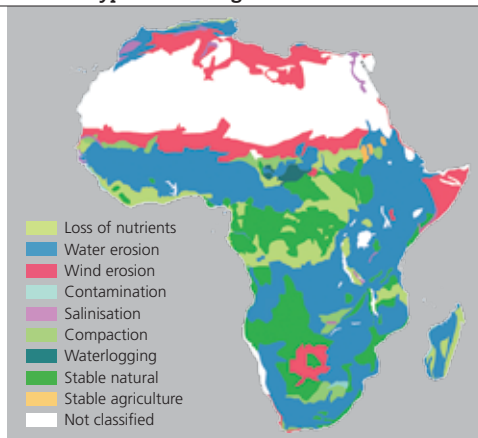 Loss of nutrients
Water erosion
Wind erosion
Contamination
Salinisation
Compaction
Waterlogging
Stable natural
Stable agriculture
Not classified